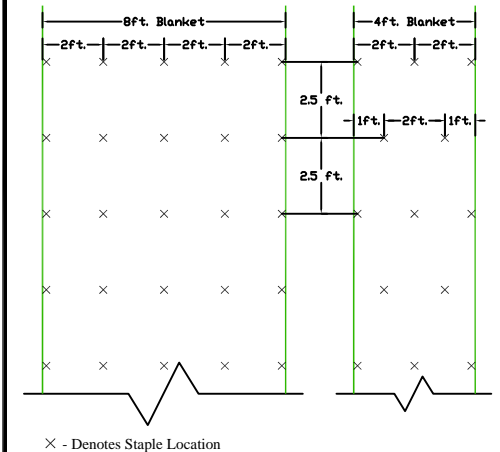 8ft. Blanket
4ft. Blanket
2ft. 2ft. 2ft. 2ft.
2ft. 2ft.
2.5 ft.
1ft. 2ft. 1ft.
2.5 ft.
× - Denotes Staple Location